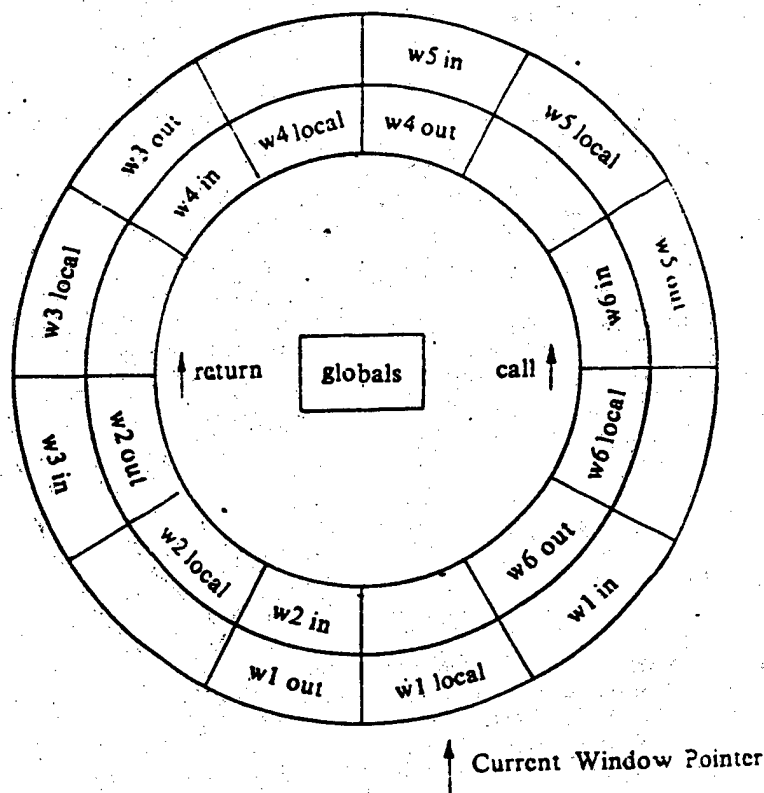 w5 in
w5 local
w3 out
w4 local
w4 out
w4 in
w5 out
w3 local
w6 in
return
globals
call
w2 out
w6 local
w3 in
w2 local
w6 out
w2 in
w1 in
w1 out
w1 local
Current Window Pointer